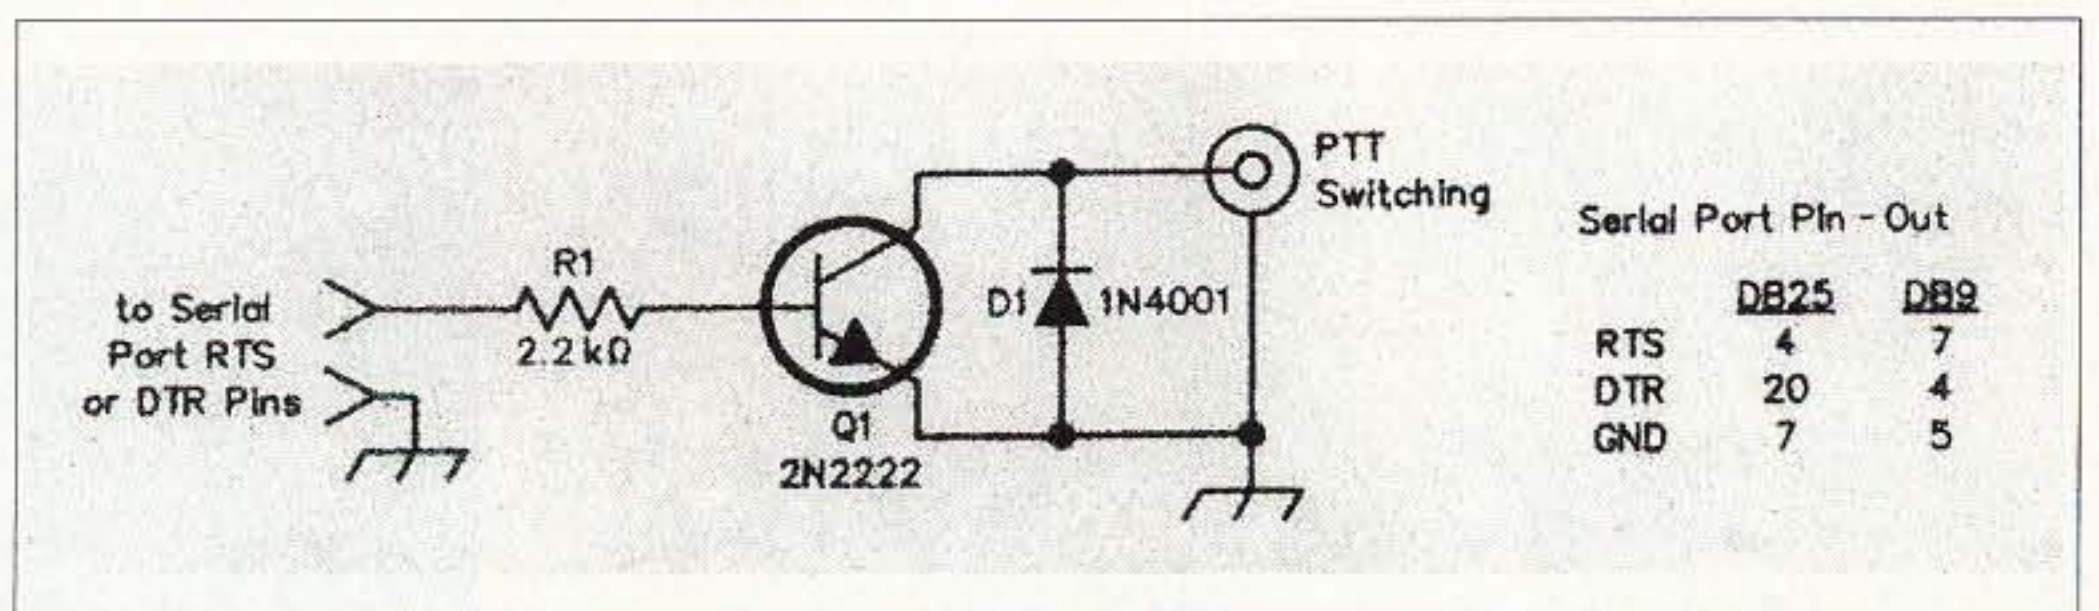 to Serial
Port RTS
or DTR Pins
R1
2.2 kΩ
Q1
2N2222
D1
1N4001
PTT
Switching
Serial Port Pin - Out
DB25 DB9
RTS 4 7
DTR 20 4
GND 7 5